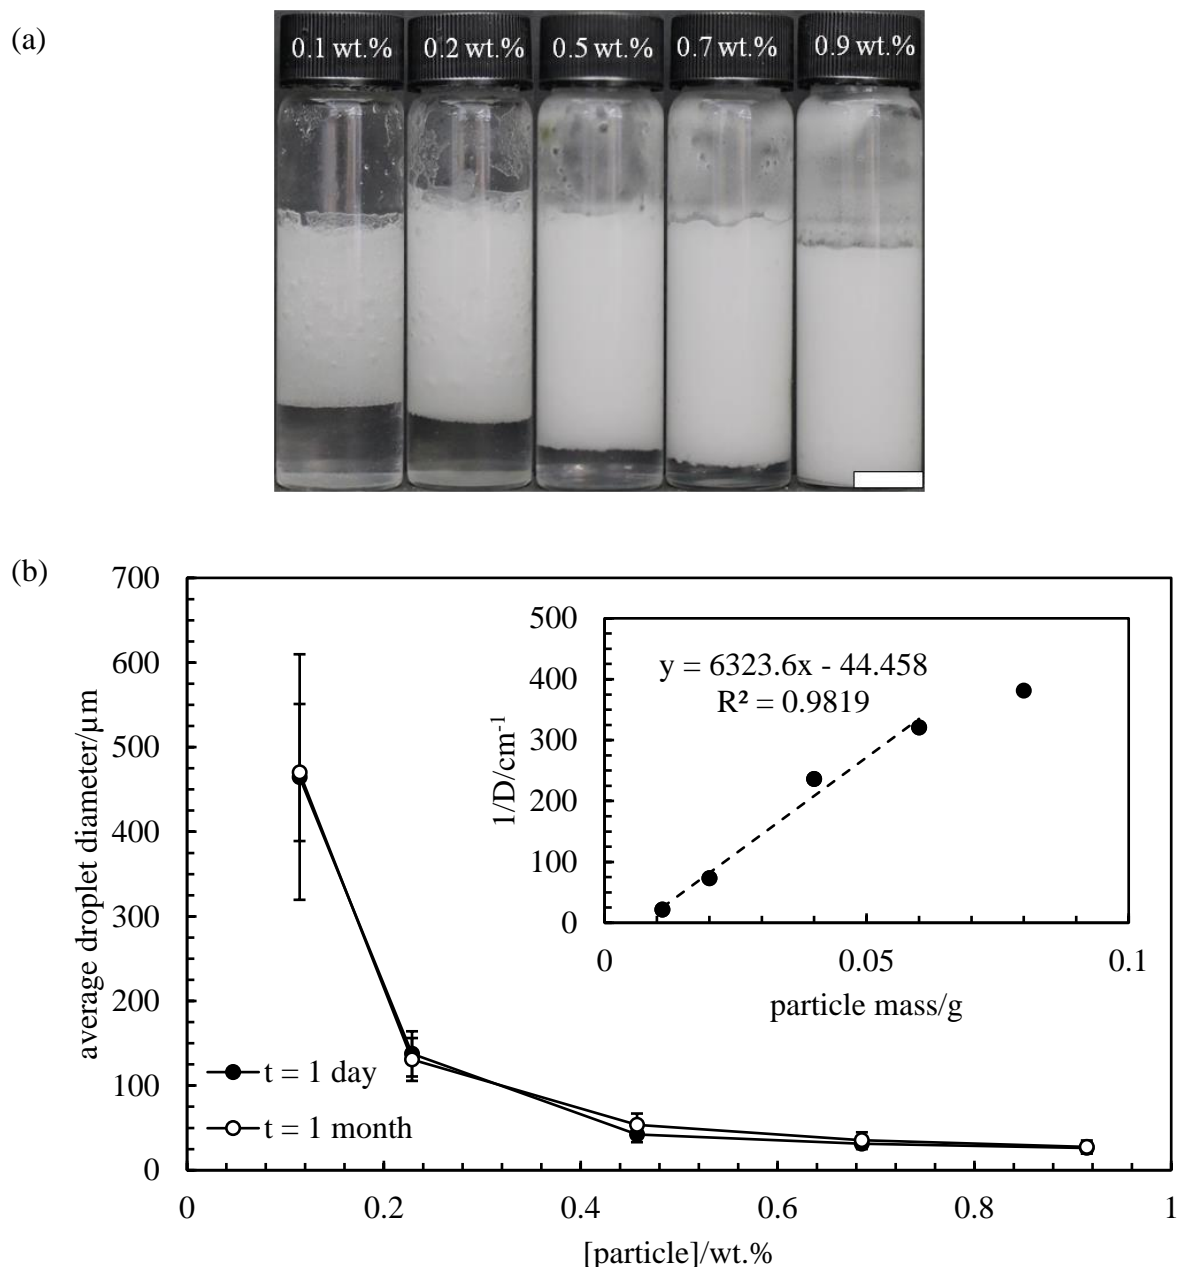 (a)
0.1 wt.% 0.2 wt.% 0.5 wt.% 0.7 wt.% 0.9 wt.%
(b)
700
600
500
400
300
200
100
0
average droplet diameter/µm
0 0.2 0.4 0.6 0.8 1
[particle]/wt.%
t = 1 day
t = 1 month
500
400
300
200
100
0
1/D/cm⁻¹
y = 6323.6x - 44.458
R² = 0.9819
0 0.05 0.1
particle mass/g